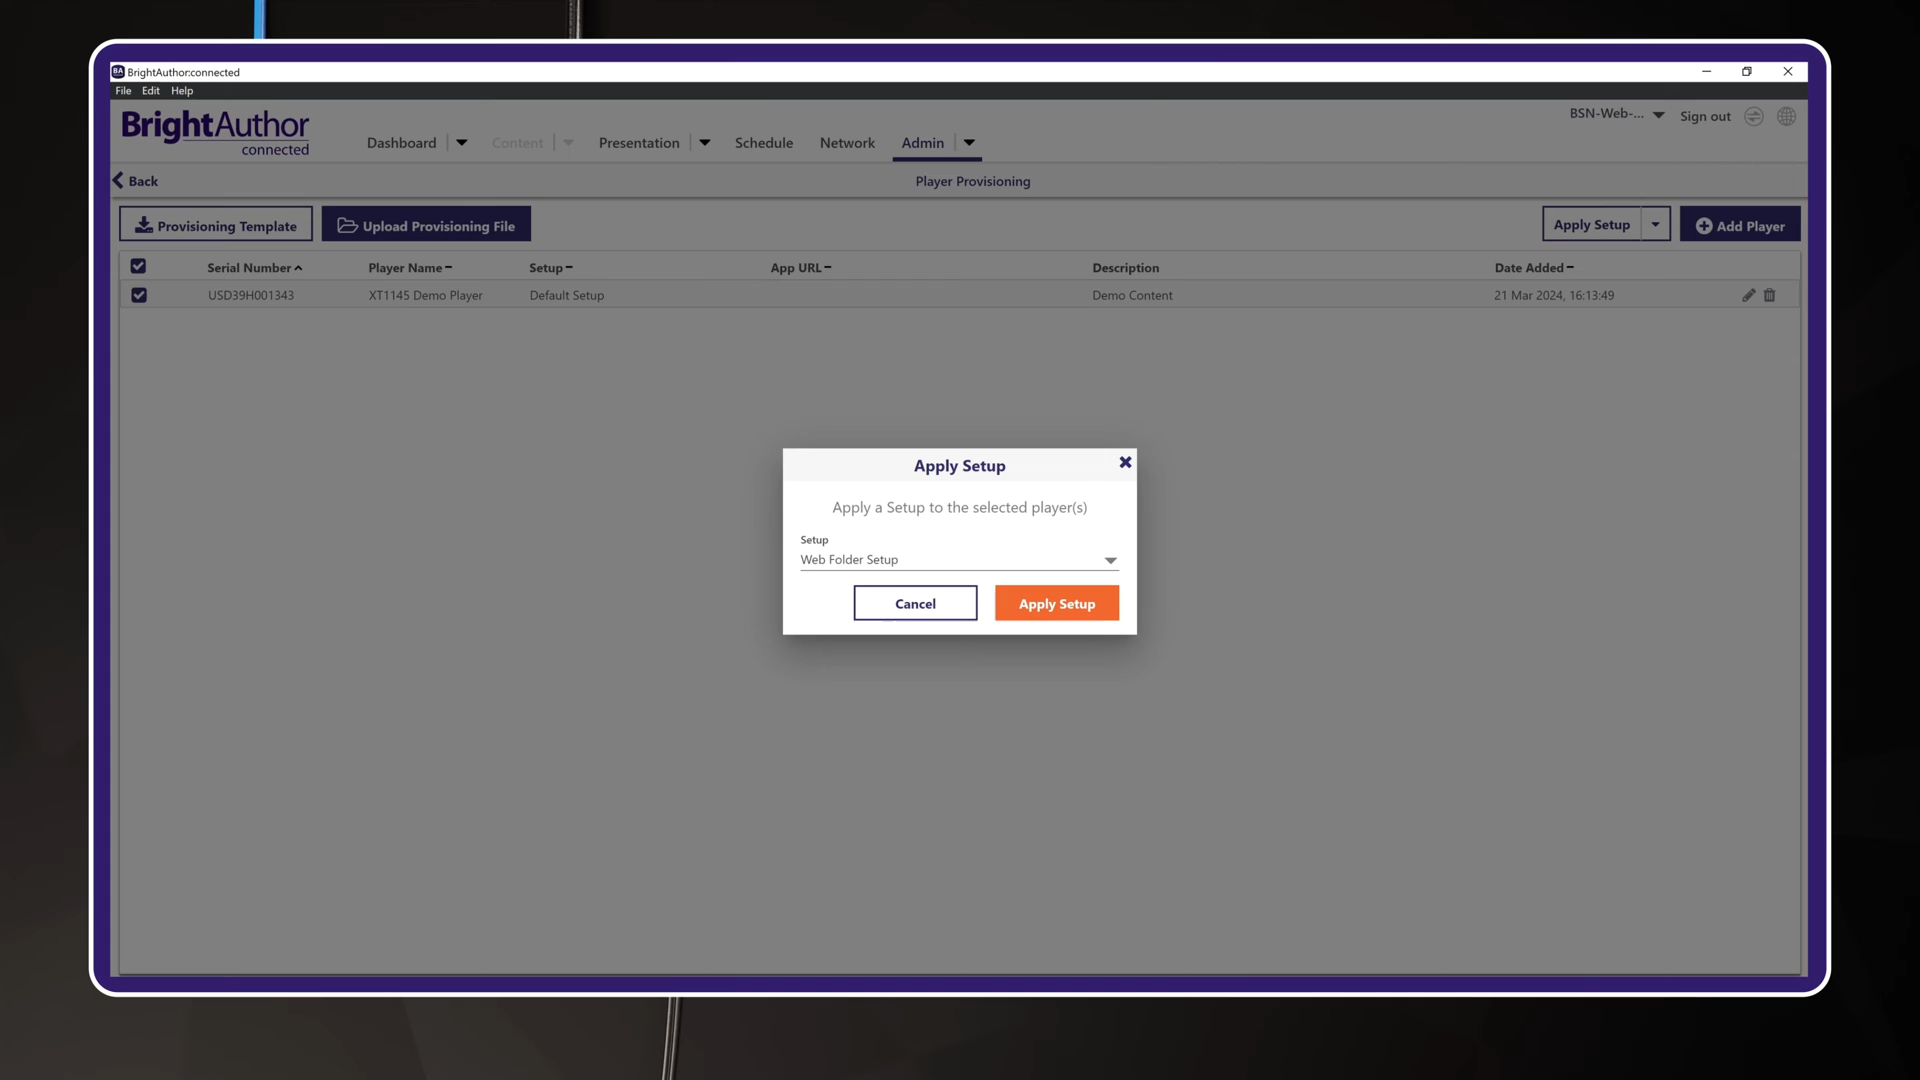 BA BrightAuthor:connected
File Edit Help
BrightAuthor
connected
Dashboard Content Presentation Schedule Network Admin
BSN-Web-... Sign out
Back
Player Provisioning
Provisioning Template
Upload Provisioning File
Apply Setup
Add Player
Serial Number Player Name Setup App URL Description Date Added
USD39H001343 XT1145 Demo Player Default Setup Demo Content 21 Mar 2024, 16:13:49
Apply Setup
Apply a Setup to the selected player(s)
Setup
Web Folder Setup
Cancel Apply Setup